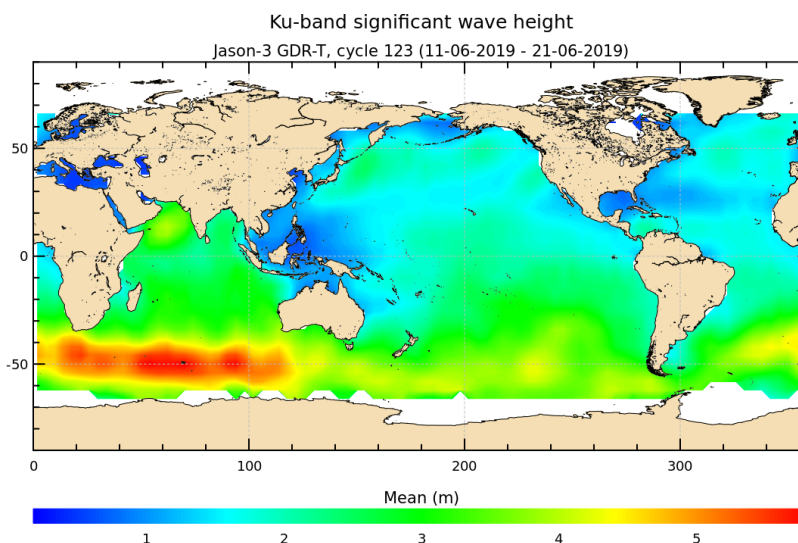 Ku-band significant wave height
Jason-3 GDR-T, cycle 123 (11-06-2019 - 21-06-2019)
50
0
-50
0 100 200 300
Mean (m)
1 2 3 4 5